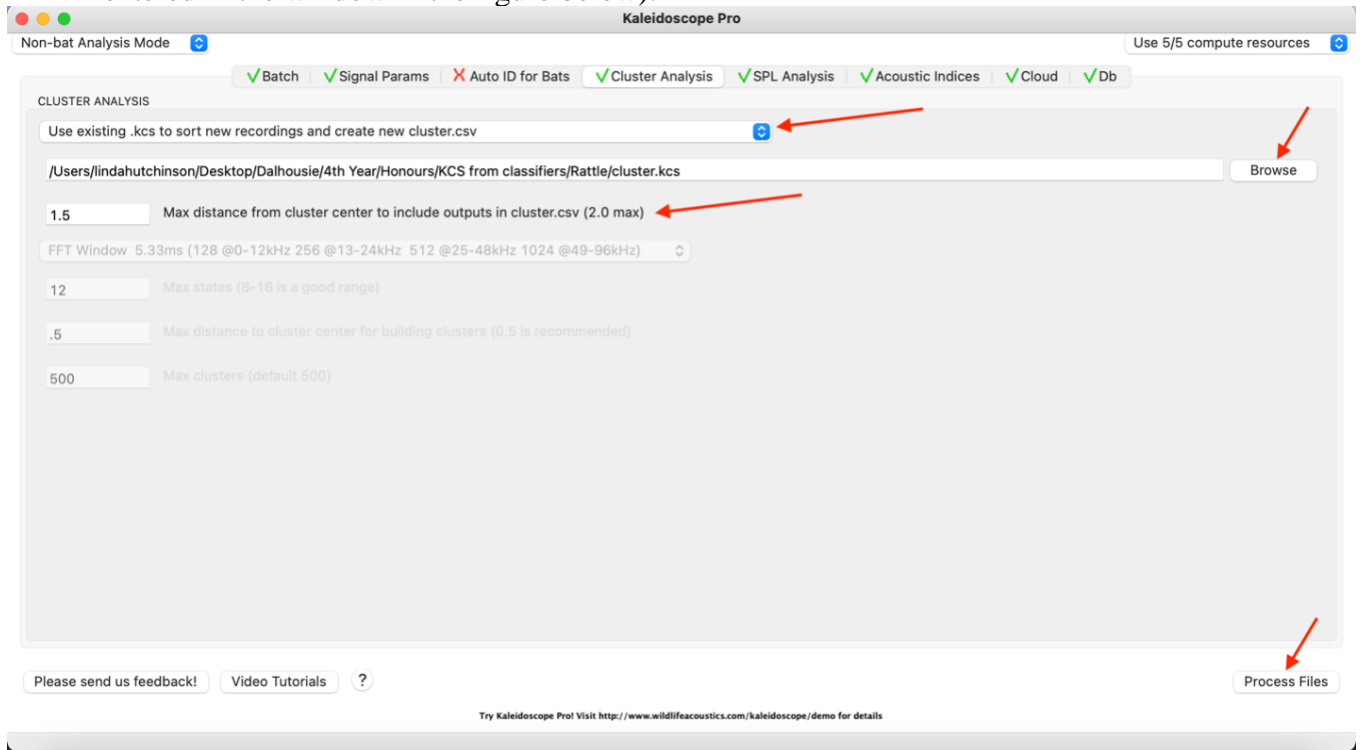 Kaleidoscope Pro
Non-bat Analysis Mode
Use 5/5 compute resources
√Batch √Signal Params X Auto ID for Bats √Cluster Analysis √SPL Analysis √Acoustic Indices √Cloud √Db
CLUSTER ANALYSIS
Use existing .kcs to sort new recordings and create new cluster.csv
/Users/lindahutchinson/Desktop/Dalhousie/4th Year/Honours/KCS from classifiers/Rattle/cluster.kcs
Browse
1.5 Max distance from cluster center to include outputs in cluster.csv (2.0 max)
FFT Window 5.33ms (128 @0-12kHz 256 @13-24kHz 512 @25-48kHz 1024 @49-96kHz)
12 Max states (8-16 is a good range)
.5 Max distance to cluster center for building clusters (0.5 is recommended)
500 Max clusters (default 500)
Please send us feedback! Video Tutorials ? Process Files
Try Kaleidoscope Pro! Visit http://www.wildlifeacoustics.com/kaleidoscope/demo for details